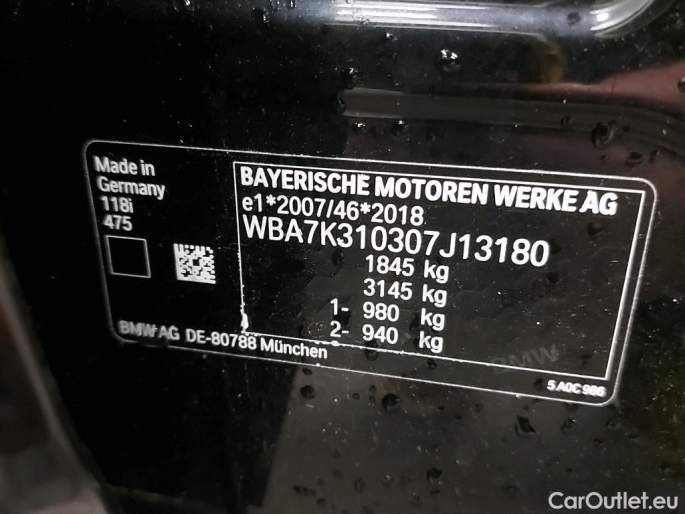 Made in
Germany
118i
475
BAYERISCHE MOTOREN WERKE AG
e1*2007/46*2018
WBA7K310307J13180
1845 kg
3145 kg
1- 980 kg
2- 940 kg
BMW AG DE-80788 München
BMW
5 A0C 986
CarOutlet.eu